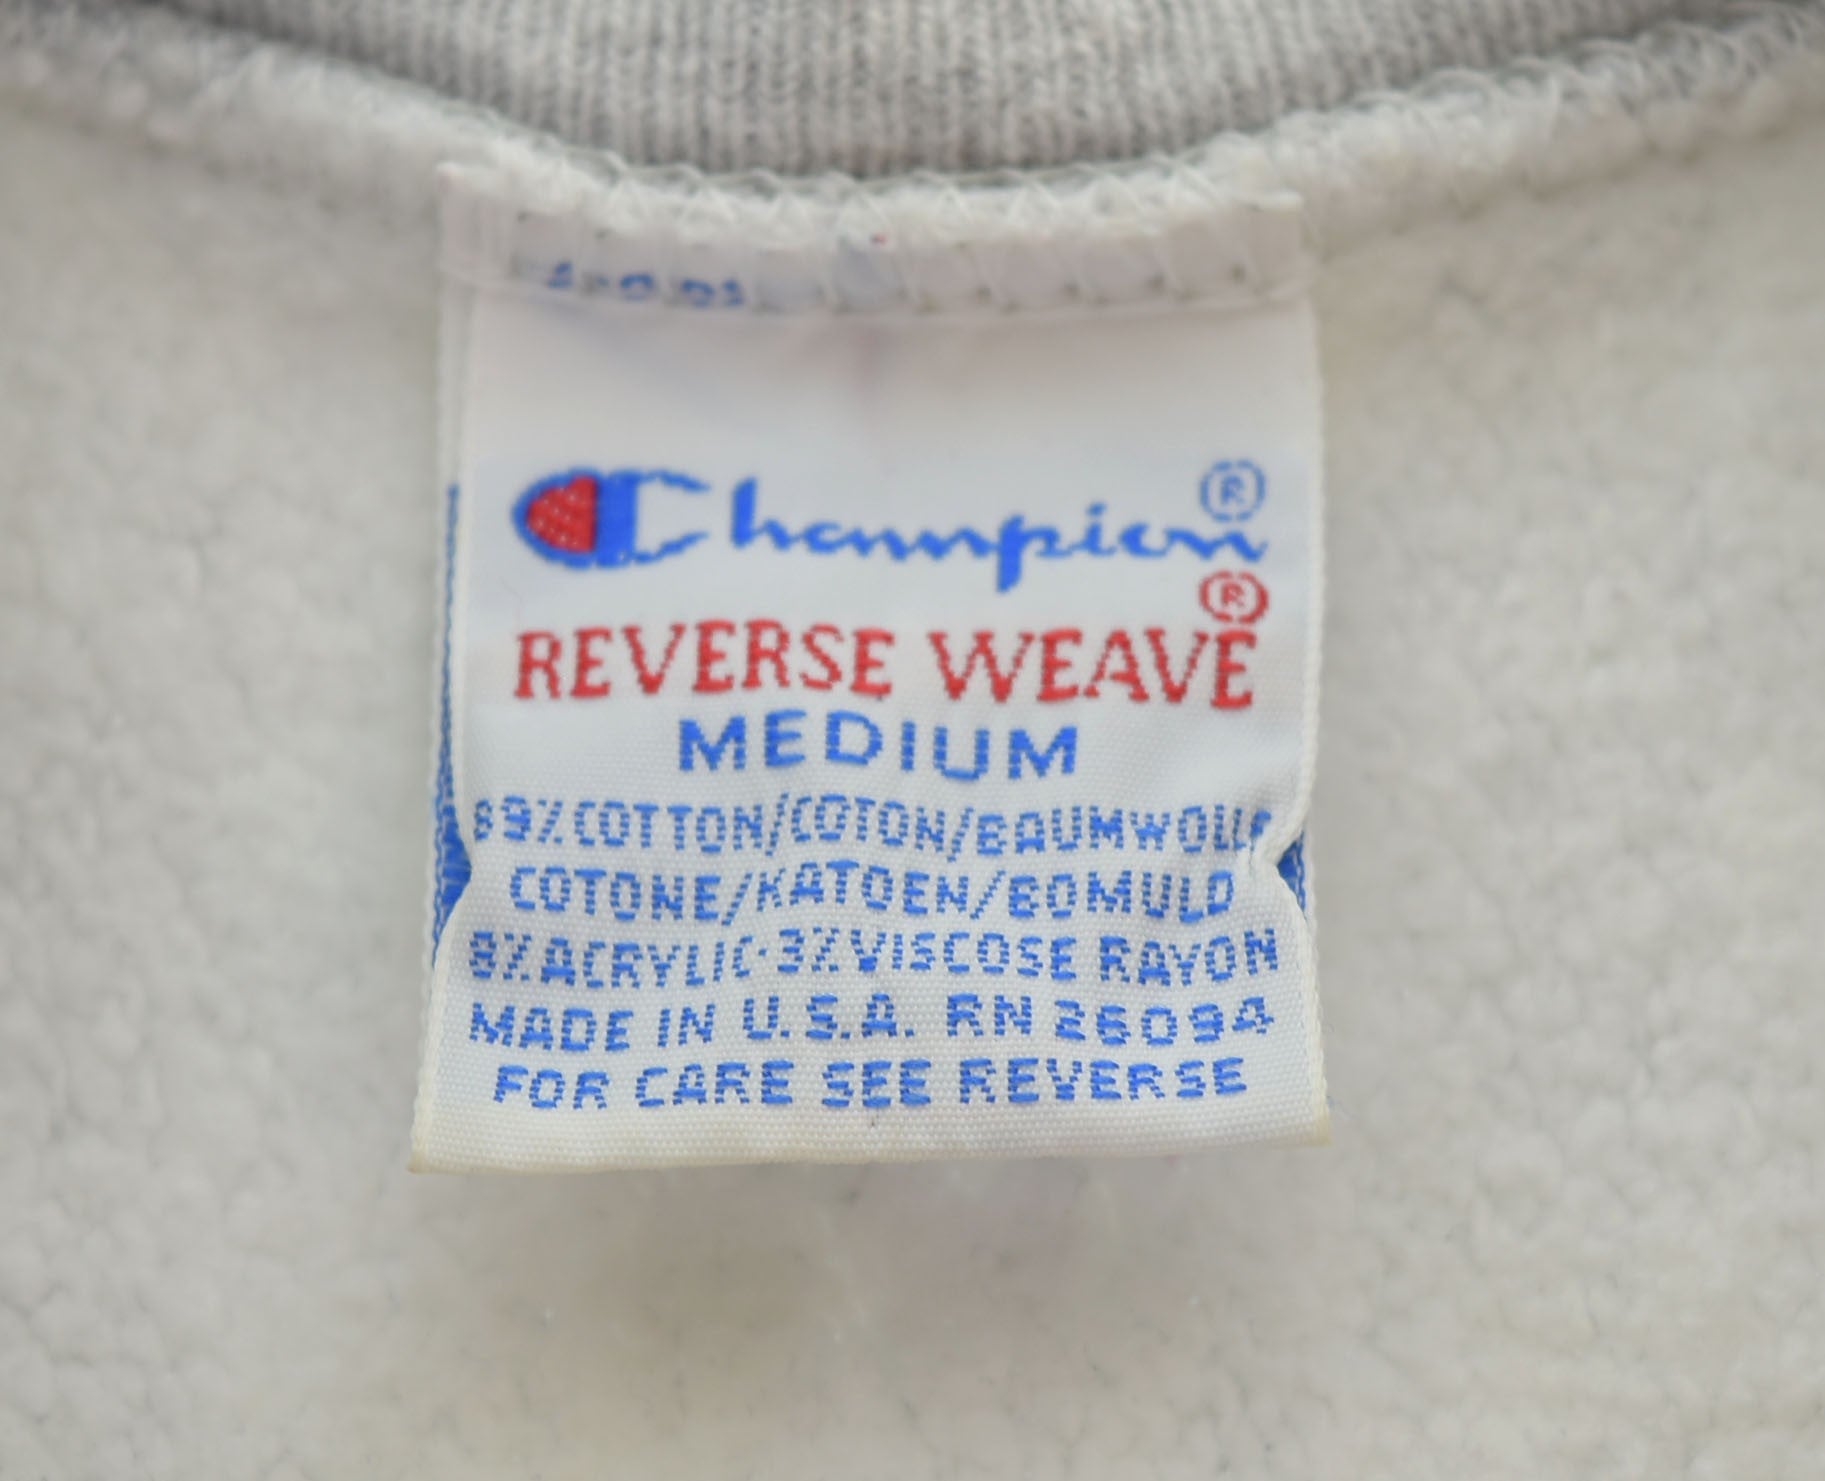 Champion®
REVERSE WEAVE®
MEDIUM
89% COTTON/COTON/BAUMWOLLE
COTONE/KATOEN/BOMULD
8% ACRYLIC·3% VISCOSE RAYON
MADE IN U.S.A. RN 26094
FOR CARE SEE REVERSE